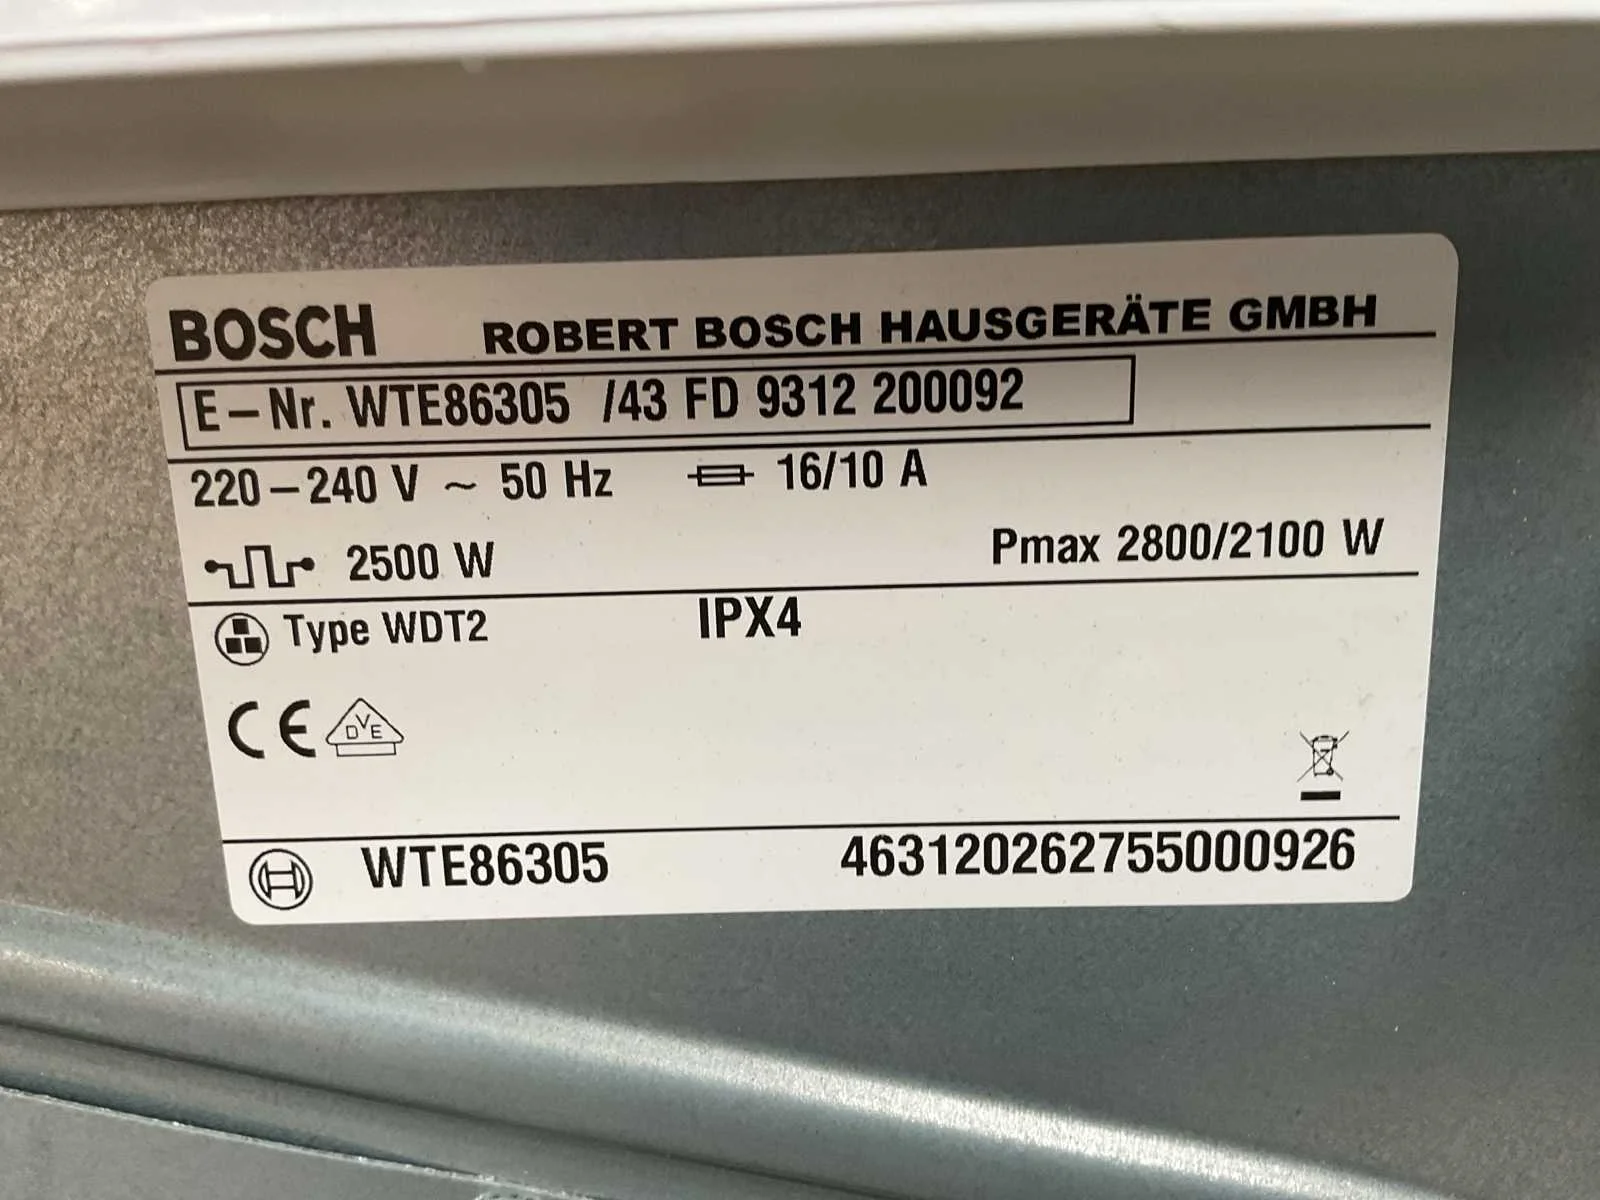 BOSCH ROBERT BOSCH HAUSGERÄTE GMBH
E-Nr. WTE86305 /43 FD 9312 200092
220-240 V ~ 50 Hz 16/10 A
2500 W Pmax 2800/2100 W
Type WDT2 IPX4
CE DVE
WTE86305 463120262755000926